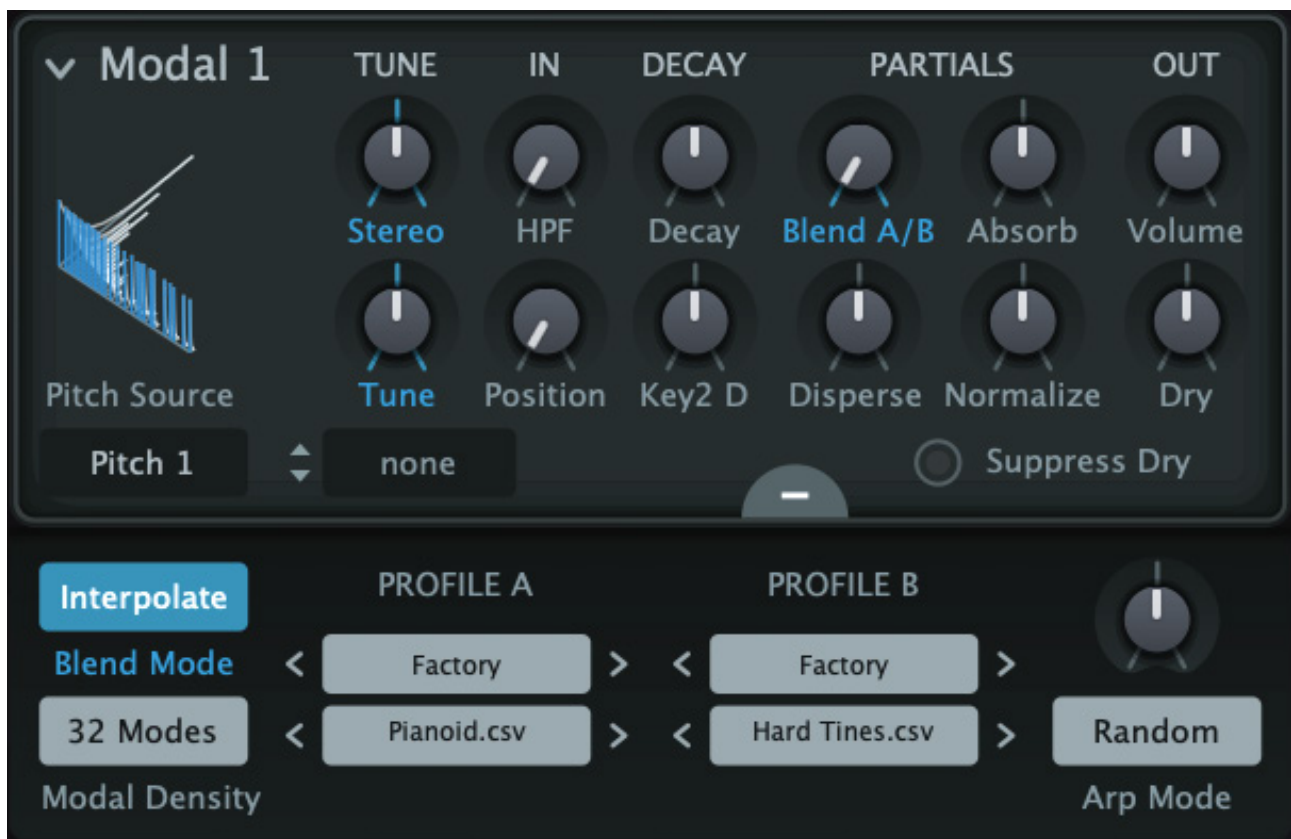 Modal 1 TUNE IN DECAY PARTIALS OUT
Stereo HPF Decay Blend A/B Absorb Volume
Pitch Source Tune Position Key2 D Disperse Normalize Dry
Pitch 1 none Suppress Dry
Interpolate PROFILE A PROFILE B
Blend Mode < Factory > < Factory >
32 Modes < Pianoid.csv > < Hard Tines.csv > Random
Modal Density Arp Mode